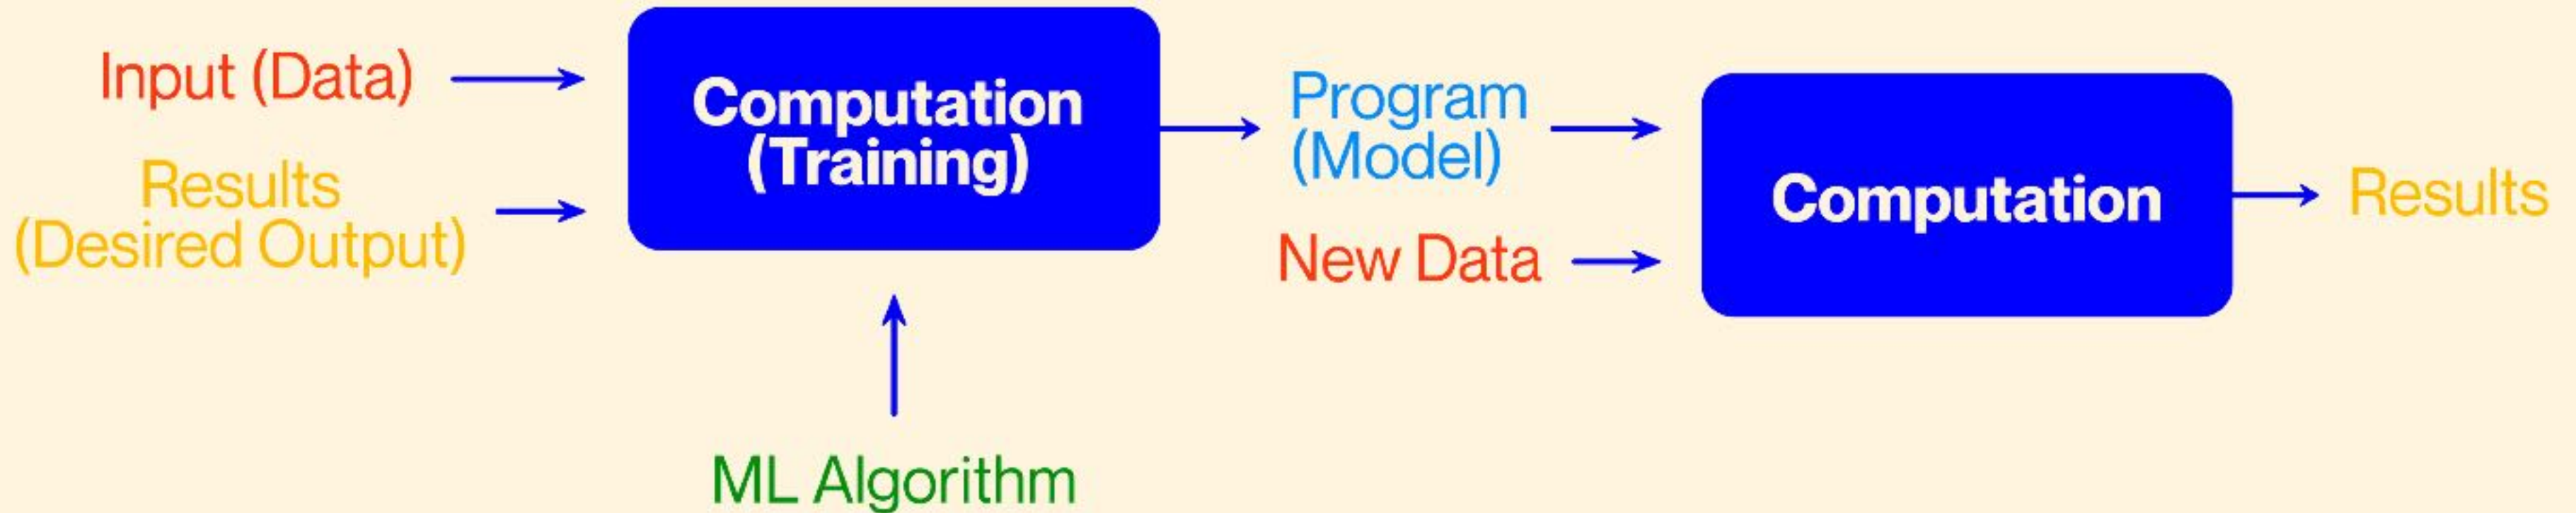 Input (Data)
Results
(Desired Output)
Computation
(Training)
ML Algorithm
Program
(Model)
New Data
Computation
Results